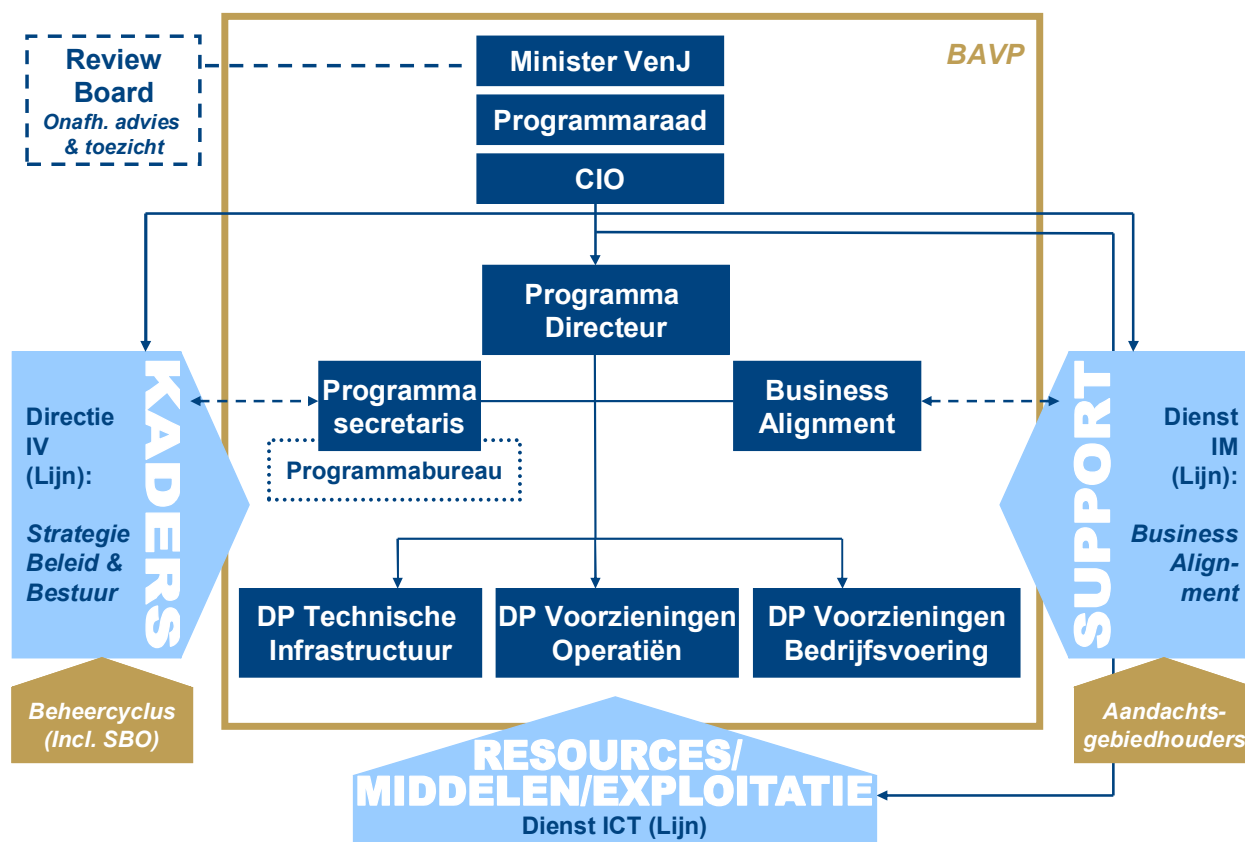 Review
Board
Onafh. advies
& toezicht
BAVP
Minister VenJ
Programmaraad
CIO
Programma
Directeur
Programma
secretaris
Programmabureau
Business
Alignment
KADERS
Directie
IV
(Lijn):
Strategie
Beleid &
Bestuur
SUPPORT
Dienst
IM
(Lijn):
Business
Align-
ment
DP Technische
Infrastructuur
DP Voorzieningen
Operatiën
DP Voorzieningen
Bedrijfsvoering
Beheercyclus
(Incl. SBO)
Aandachts-
gebiedhouders
RESOURCES/
MIDDELEN/EXPLOITATIE
Dienst ICT (Lijn)